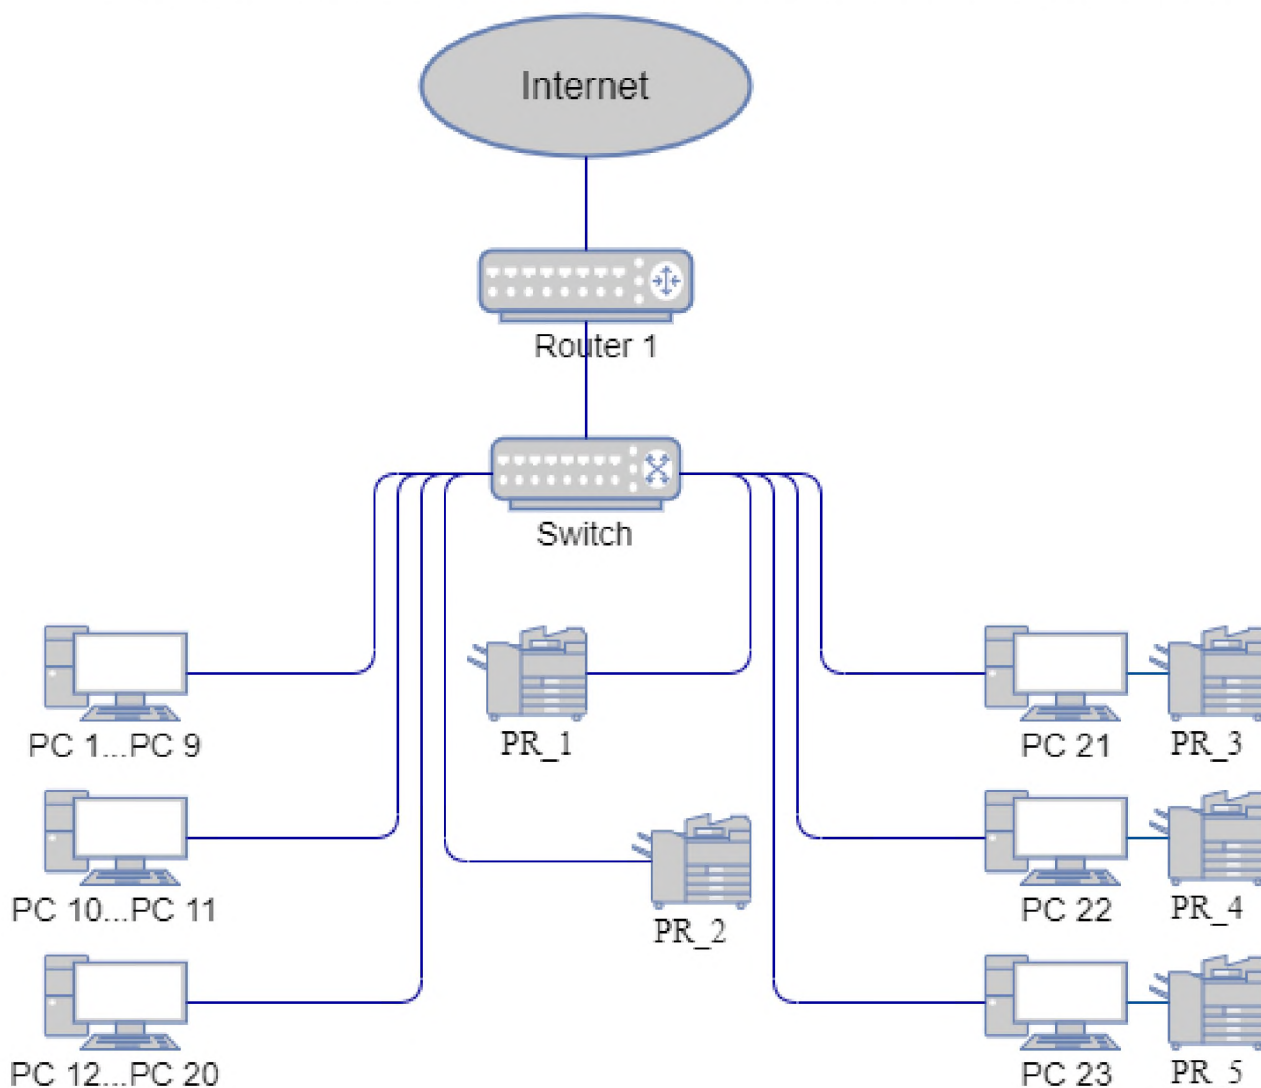 Internet
Router 1
Switch
PC 1...PC 9
PR_1
PC 21
PR_3
PC 10...PC 11
PR_2
PC 22
PR_4
PC 12...PC 20
PC 23
PR_5